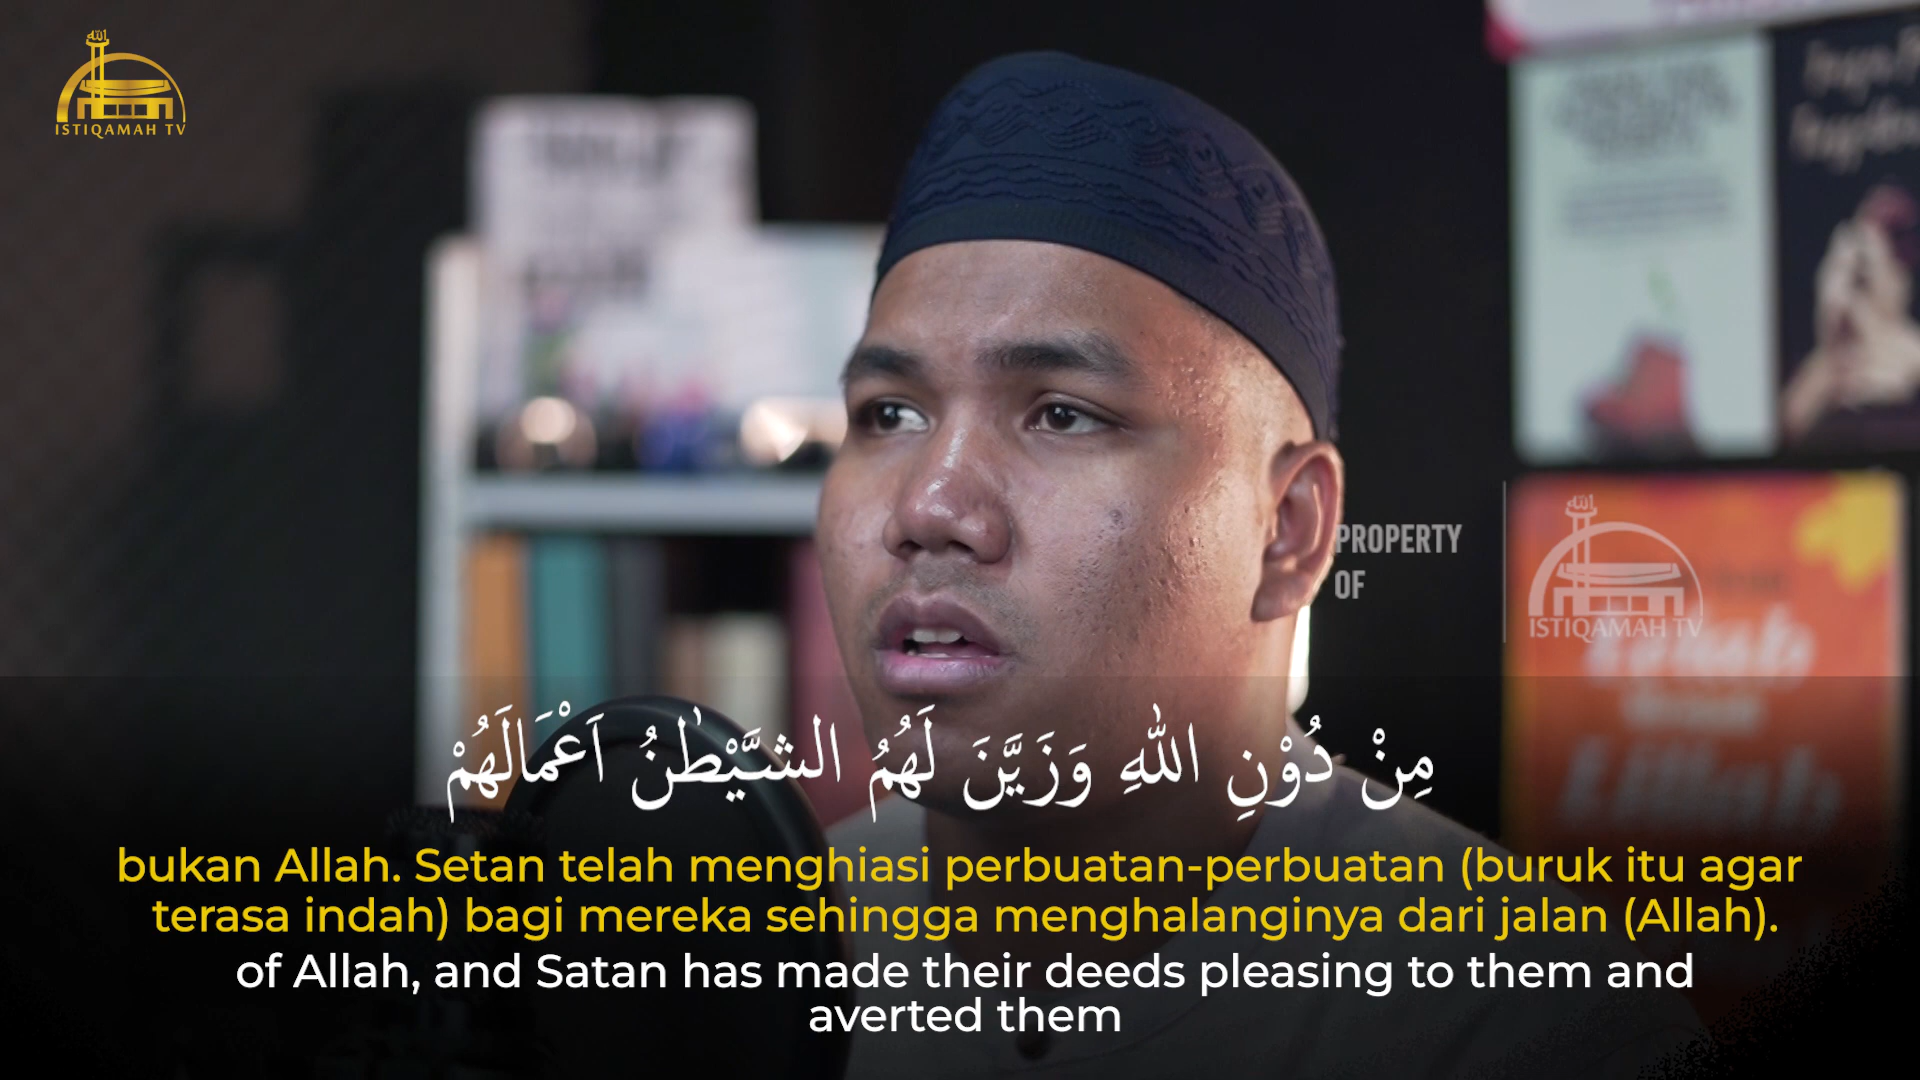 ISTIQAMAH TV
PROPERTY
OF
ISTIQAMAH TV
مِنْ دُوْنِ اللّٰهِ وَزَيَّنَ لَهُمُ الشَّيْطٰنُ اَعْمَالَهُمْ
bukan Allah. Setan telah menghiasi perbuatan-perbuatan (buruk itu agar
terasa indah) bagi mereka sehingga menghalanginya dari jalan (Allah).
of Allah, and Satan has made their deeds pleasing to them and
averted them